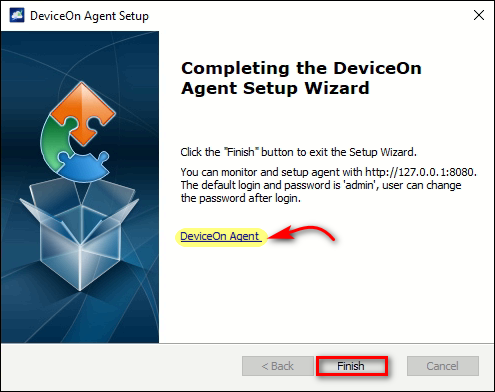 DeviceOn Agent Setup
Completing the DeviceOn
Agent Setup Wizard
Click the "Finish" button to exit the Setup Wizard.
You can monitor and setup agent with http://127.0.0.1:8080.
The default login and password is 'admin', user can change
the password after login.
DeviceOn Agent
< Back
Finish
Cancel